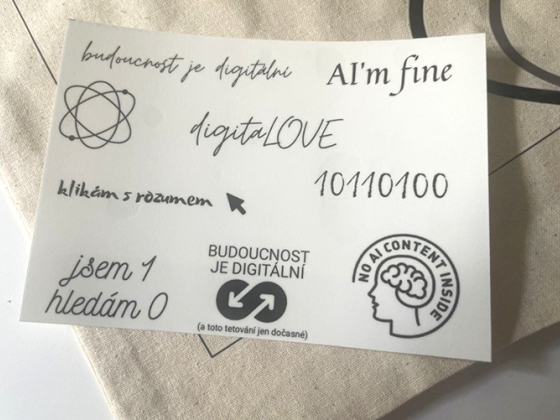 budoucnost je digitální
AI'm fine
digitaLOVE
klikám s rozumem
10110100
jsem 1
hledám 0
BUDOUCNOST
JE DIGITÁLNÍ
(a toto tetování jen dočasné)
NO AI CONTENT INSIDE